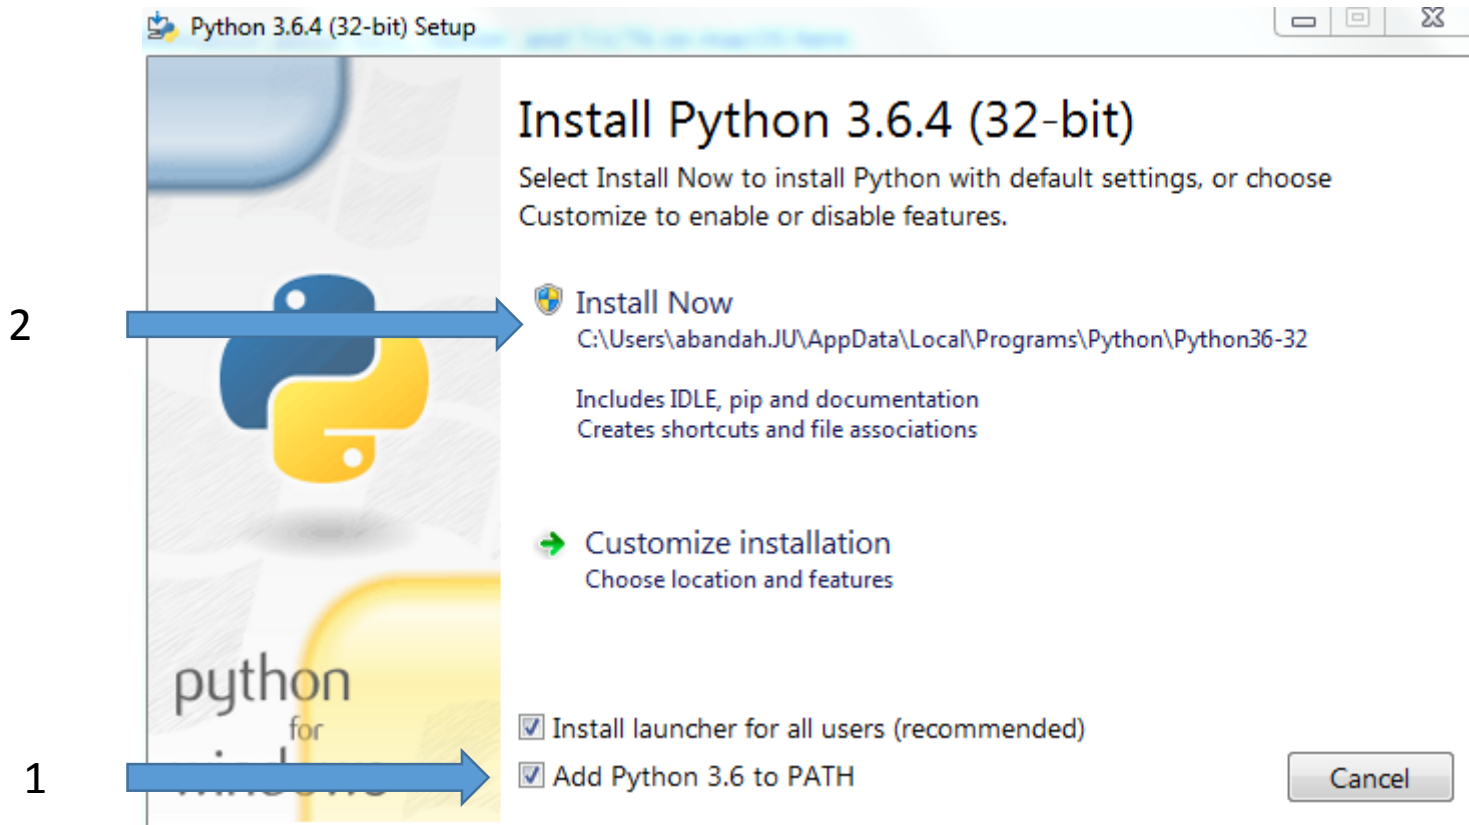 Python 3.6.4 (32-bit) Setup
Install Python 3.6.4 (32-bit)
Select Install Now to install Python with default settings, or choose
Customize to enable or disable features.
2
Install Now
C:\Users\abandah.JU\AppData\Local\Programs\Python\Python36-32
Includes IDLE, pip and documentation
Creates shortcuts and file associations
Customize installation
Choose location and features
python
for
windows
Install launcher for all users (recommended)
1
Add Python 3.6 to PATH
Cancel